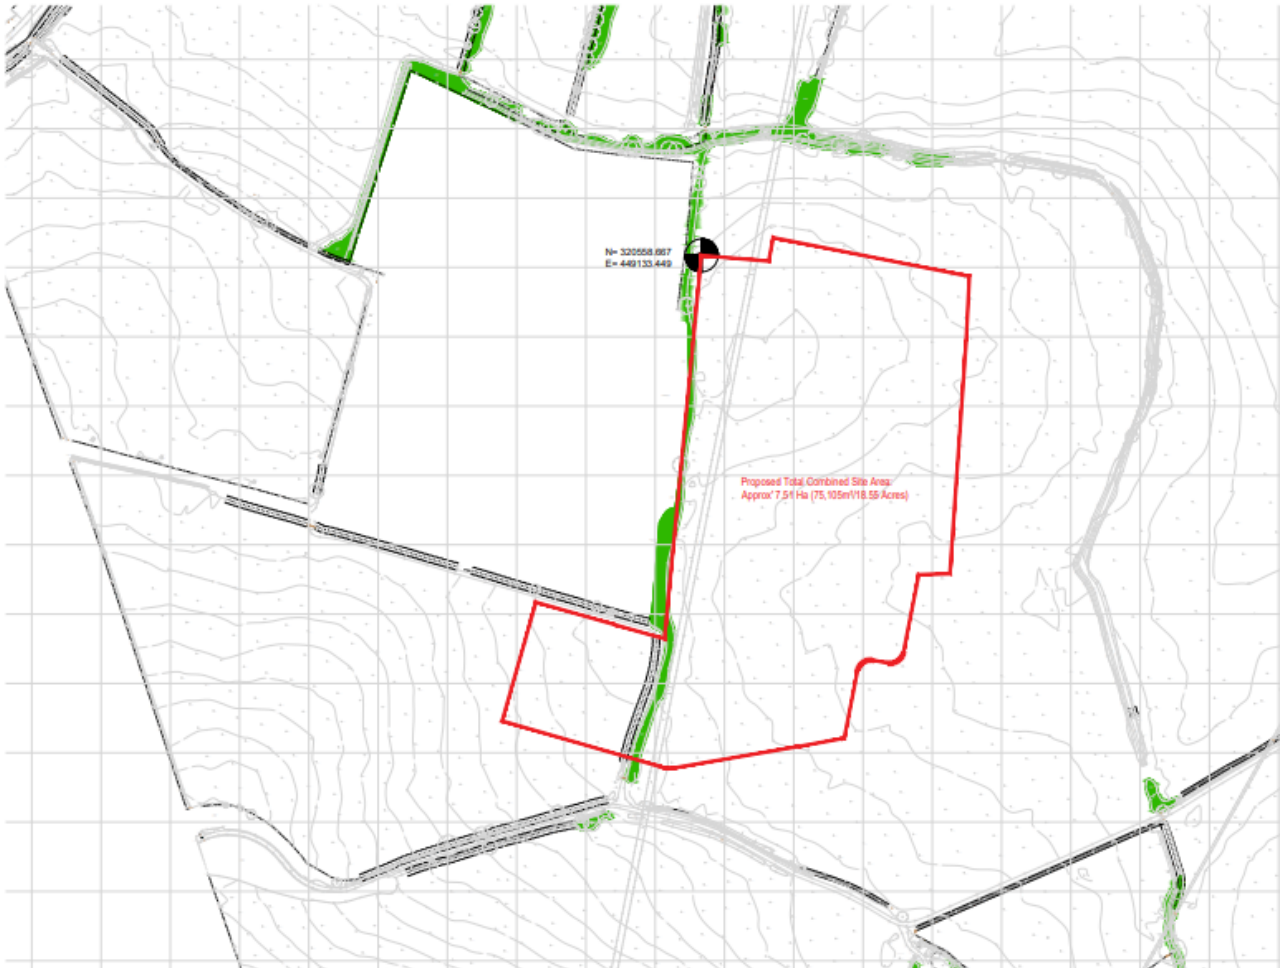 N= 320558.667
E= 449133.449
Proposed Total Combined Site Area:
Approx' 7.51 Ha (75,105m²/18.55 Acres)